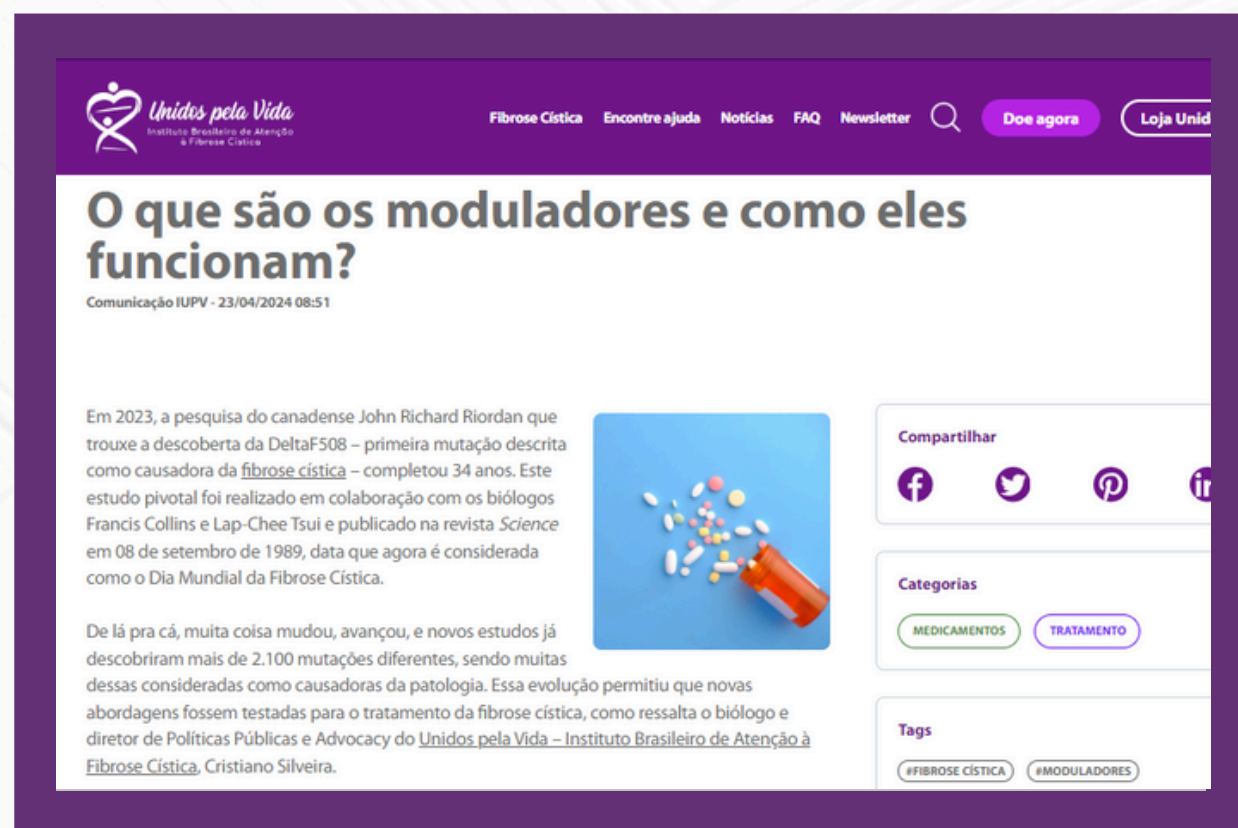 Unidos pela Vida
Instituto Brasileiro de Atenção
à Fibrose Cística
Fibrose Cística
Encontre ajuda
Notícias
FAQ
Newsletter
Doe agora
Loja Unid
O que são os moduladores e como eles
funcionam?
Comunicação IUPV - 23/04/2024 08:51
Em 2023, a pesquisa do canadense John Richard Riordan que
trouxe a descoberta da DeltaF508 – primeira mutação descrita
como causadora da fibrose cística – completou 34 anos. Este
estudo pivotal foi realizado em colaboração com os biólogos
Francis Collins e Lap-Chee Tsui e publicado na revista Science
em 08 de setembro de 1989, data que agora é considerada
como o Dia Mundial da Fibrose Cística.
De lá pra cá, muita coisa mudou, avançou, e novos estudos já
descobriram mais de 2.100 mutações diferentes, sendo muitas
dessas consideradas como causadoras da patologia. Essa evolução permitiu que novas
abordagens fossem testadas para o tratamento da fibrose cística, como ressalta o biólogo e
diretor de Políticas Públicas e Advocacy do Unidos pela Vida – Instituto Brasileiro de Atenção à
Fibrose Cística, Cristiano Silveira.
Compartilhar
Categorias
MEDICAMENTOS
TRATAMENTO
Tags
#FIBROSE CÍSTICA
#MODULADORES